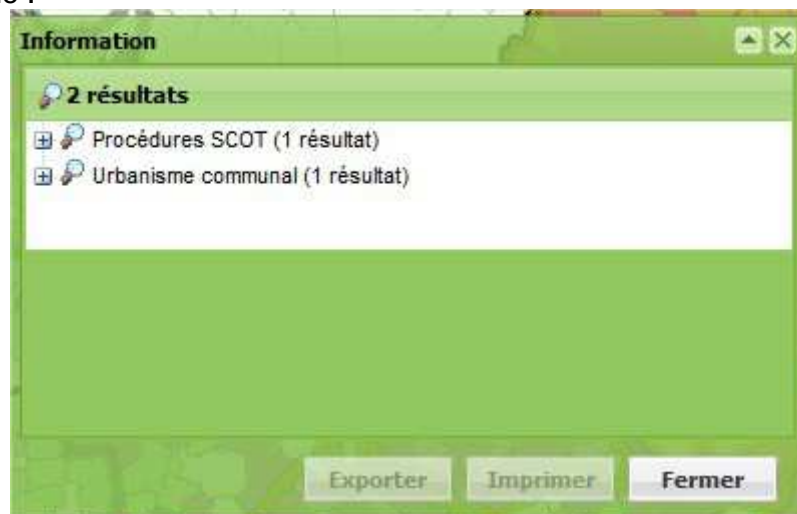 Information
2 résultats
Procédures SCOT (1 résultat)
Urbanisme communal (1 résultat)
Exporter Imprimer Fermer